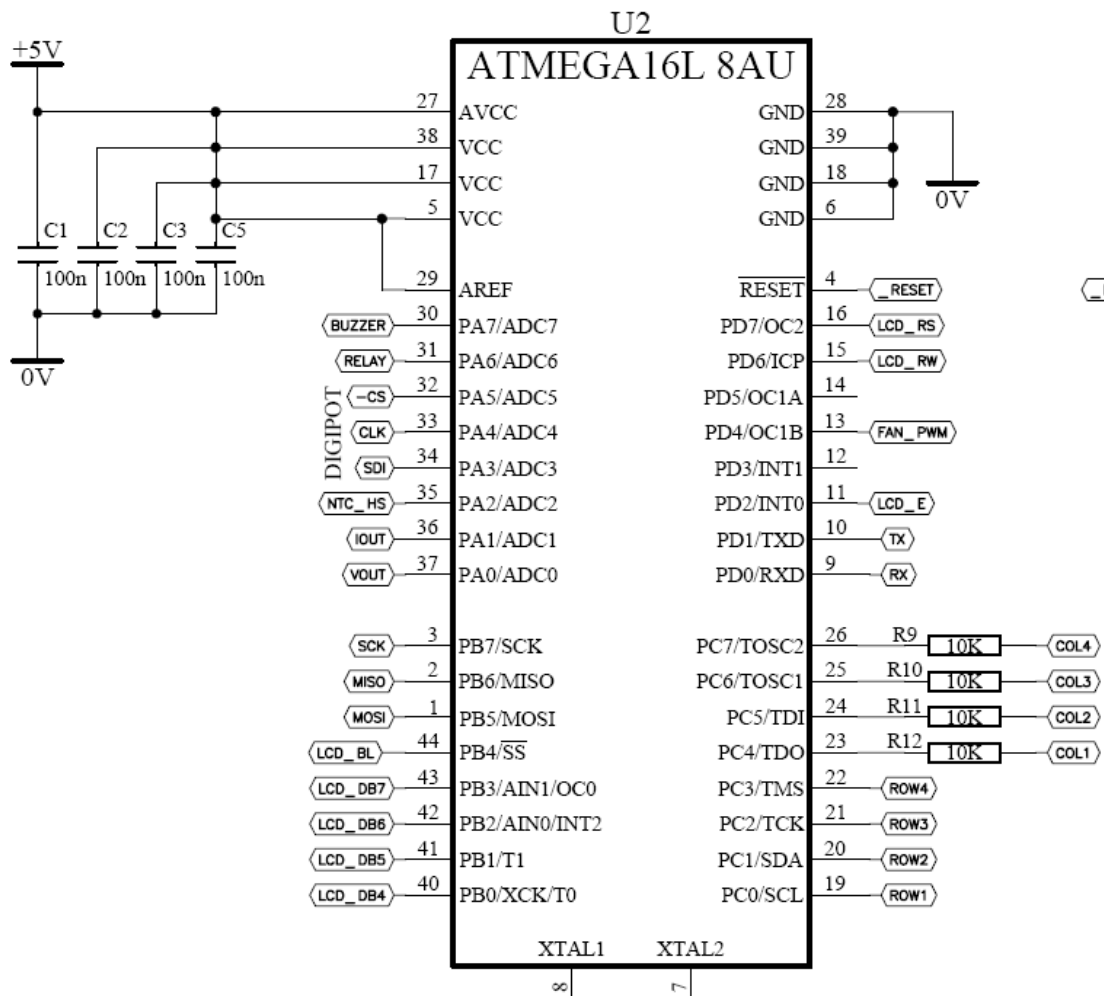 U2
+5V
ATMEGA16L 8AU
27 AVCC GND 28
38 VCC GND 39
17 VCC GND 18
5 VCC GND 6
0V
C1 C2 C3 C5
100n 100n 100n 100n
29 AREF RESET 4 _RESET
BUZZER 30 PA7/ADC7 PD7/OC2 16 LCD_RS
RELAY 31 PA6/ADC6 PD6/ICP 15 LCD_RW
0V
DIGIPOT
-CS 32 PA5/ADC5 PD5/OC1A 14
CLK 33 PA4/ADC4 PD4/OC1B 13 FAN_PWM
SDI 34 PA3/ADC3 PD3/INT1 12
NTC_HS 35 PA2/ADC2 PD2/INT0 11 LCD_E
IOUT 36 PA1/ADC1 PD1/TXD 10 TX
VOUT 37 PA0/ADC0 PD0/RXD 9 RX
SCK 3 PB7/SCK PC7/TOSC2 26 R9 10K COL4
MISO 2 PB6/MISO PC6/TOSC1 25 R10 10K COL3
MOSI 1 PB5/MOSI PC5/TDI 24 R11 10K COL2
LCD_BL 44 PB4/SS PC4/TDO 23 R12 10K COL1
LCD_DB7 43 PB3/AIN1/OC0 PC3/TMS 22 ROW4
LCD_DB6 42 PB2/AIN0/INT2 PC2/TCK 21 ROW3
LCD_DB5 41 PB1/T1 PC1/SDA 20 ROW2
LCD_DB4 40 PB0/XCK/T0 PC0/SCL 19 ROW1
XTAL1 XTAL2
8 7